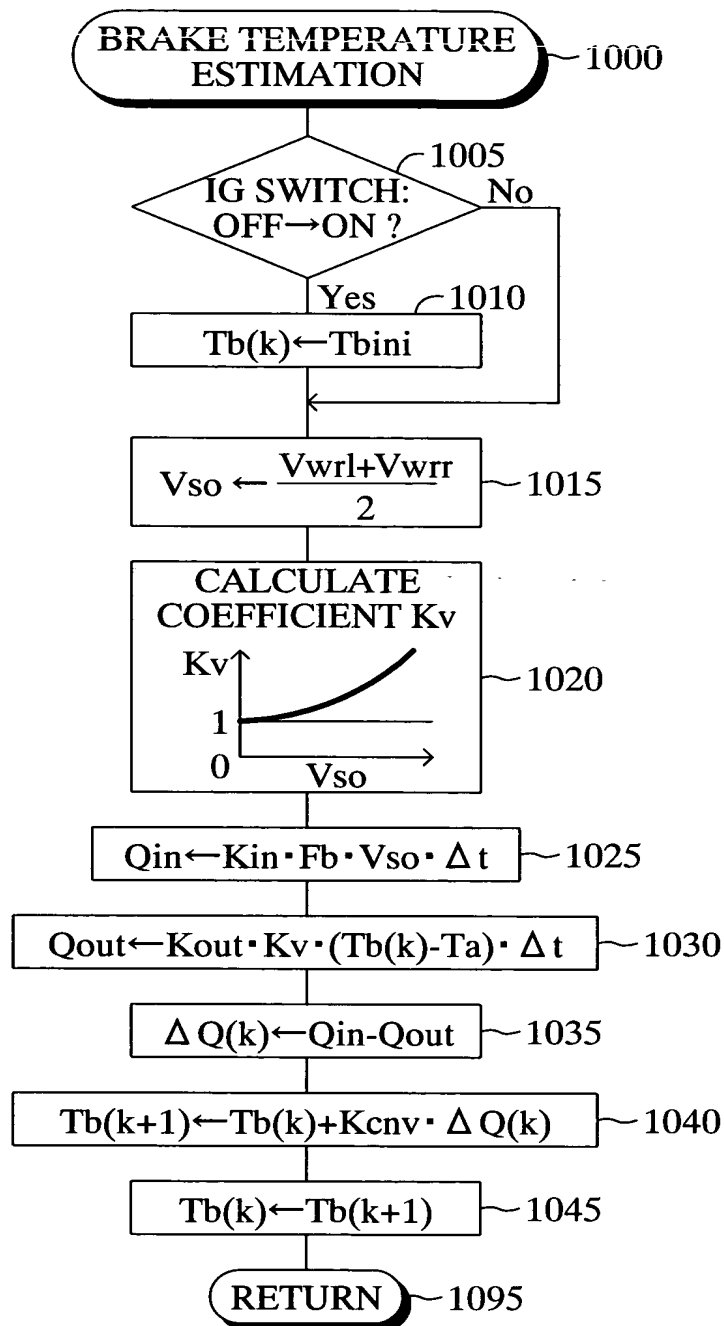 BRAKE TEMPERATURE
ESTIMATION
1000
1005
IG SWITCH:
OFF→ON ?
No
Yes
1010
Tb(k)←Tbini
Vso ← Vwrl+Vwrr
2
1015
CALCULATE
COEFFICIENT Kv
Kv
1
0
Vso
1020
Qin←Kin·Fb·Vso·Δt
1025
Qout←Kout·Kv·(Tb(k)-Ta)·Δt
1030
ΔQ(k)←Qin-Qout
1035
Tb(k+1)←Tb(k)+Kcnv·ΔQ(k)
1040
Tb(k)←Tb(k+1)
1045
RETURN
1095